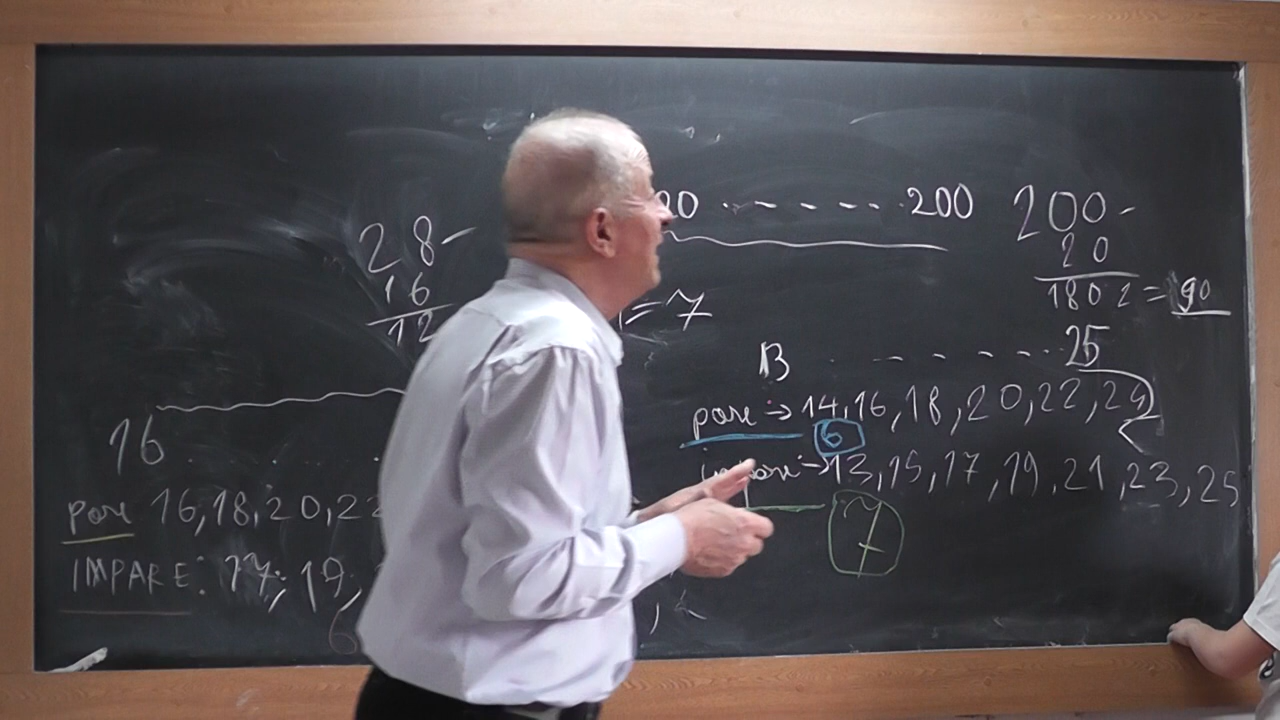 28-
16
12
=7
16
pare 16,18,20,22
IMPARE: 17; 19,
6
20 ...... 200
200-
20
180 2 = 90
13 ...... 25
pare → 14,16,18,20,22,24
6
impare → 13,15,17,19,21,23,25
7